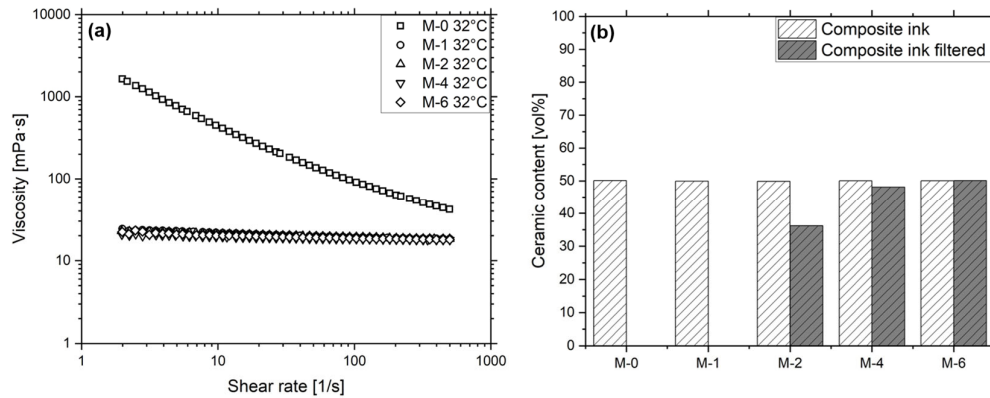 (a)
M-0 32°C
M-1 32°C
M-2 32°C
M-4 32°C
M-6 32°C
10000
1000
100
10
1
Viscosity [mPa·s]
1
10
100
1000
Shear rate [1/s]
(b)
Composite ink
Composite ink filtered
100
90
80
70
60
50
40
30
20
10
0
Ceramic content [vol%]
M-0
M-1
M-2
M-4
M-6